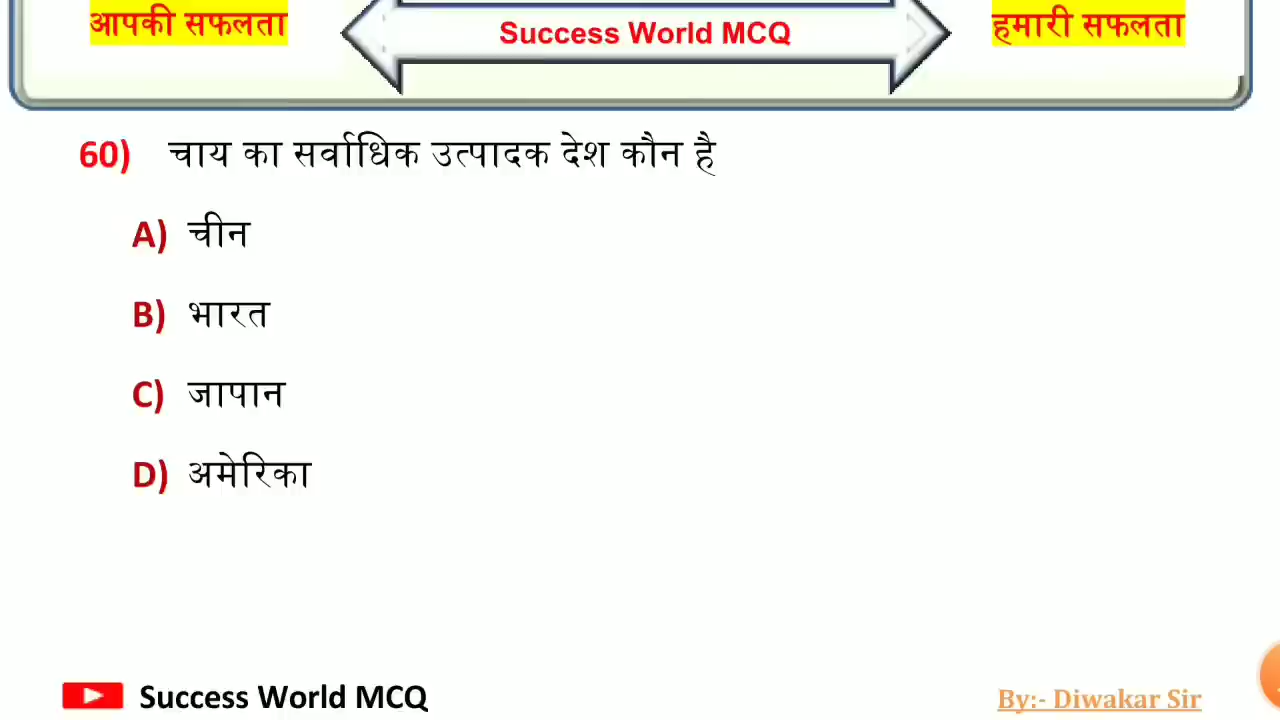 आपकी सफलता
Success World MCQ
हमारी सफलता
60) चाय का सर्वाधिक उत्पादक देश कौन है
A) चीन
B) भारत
C) जापान
D) अमेरिका
Success World MCQ
By:- Diwakar Sir